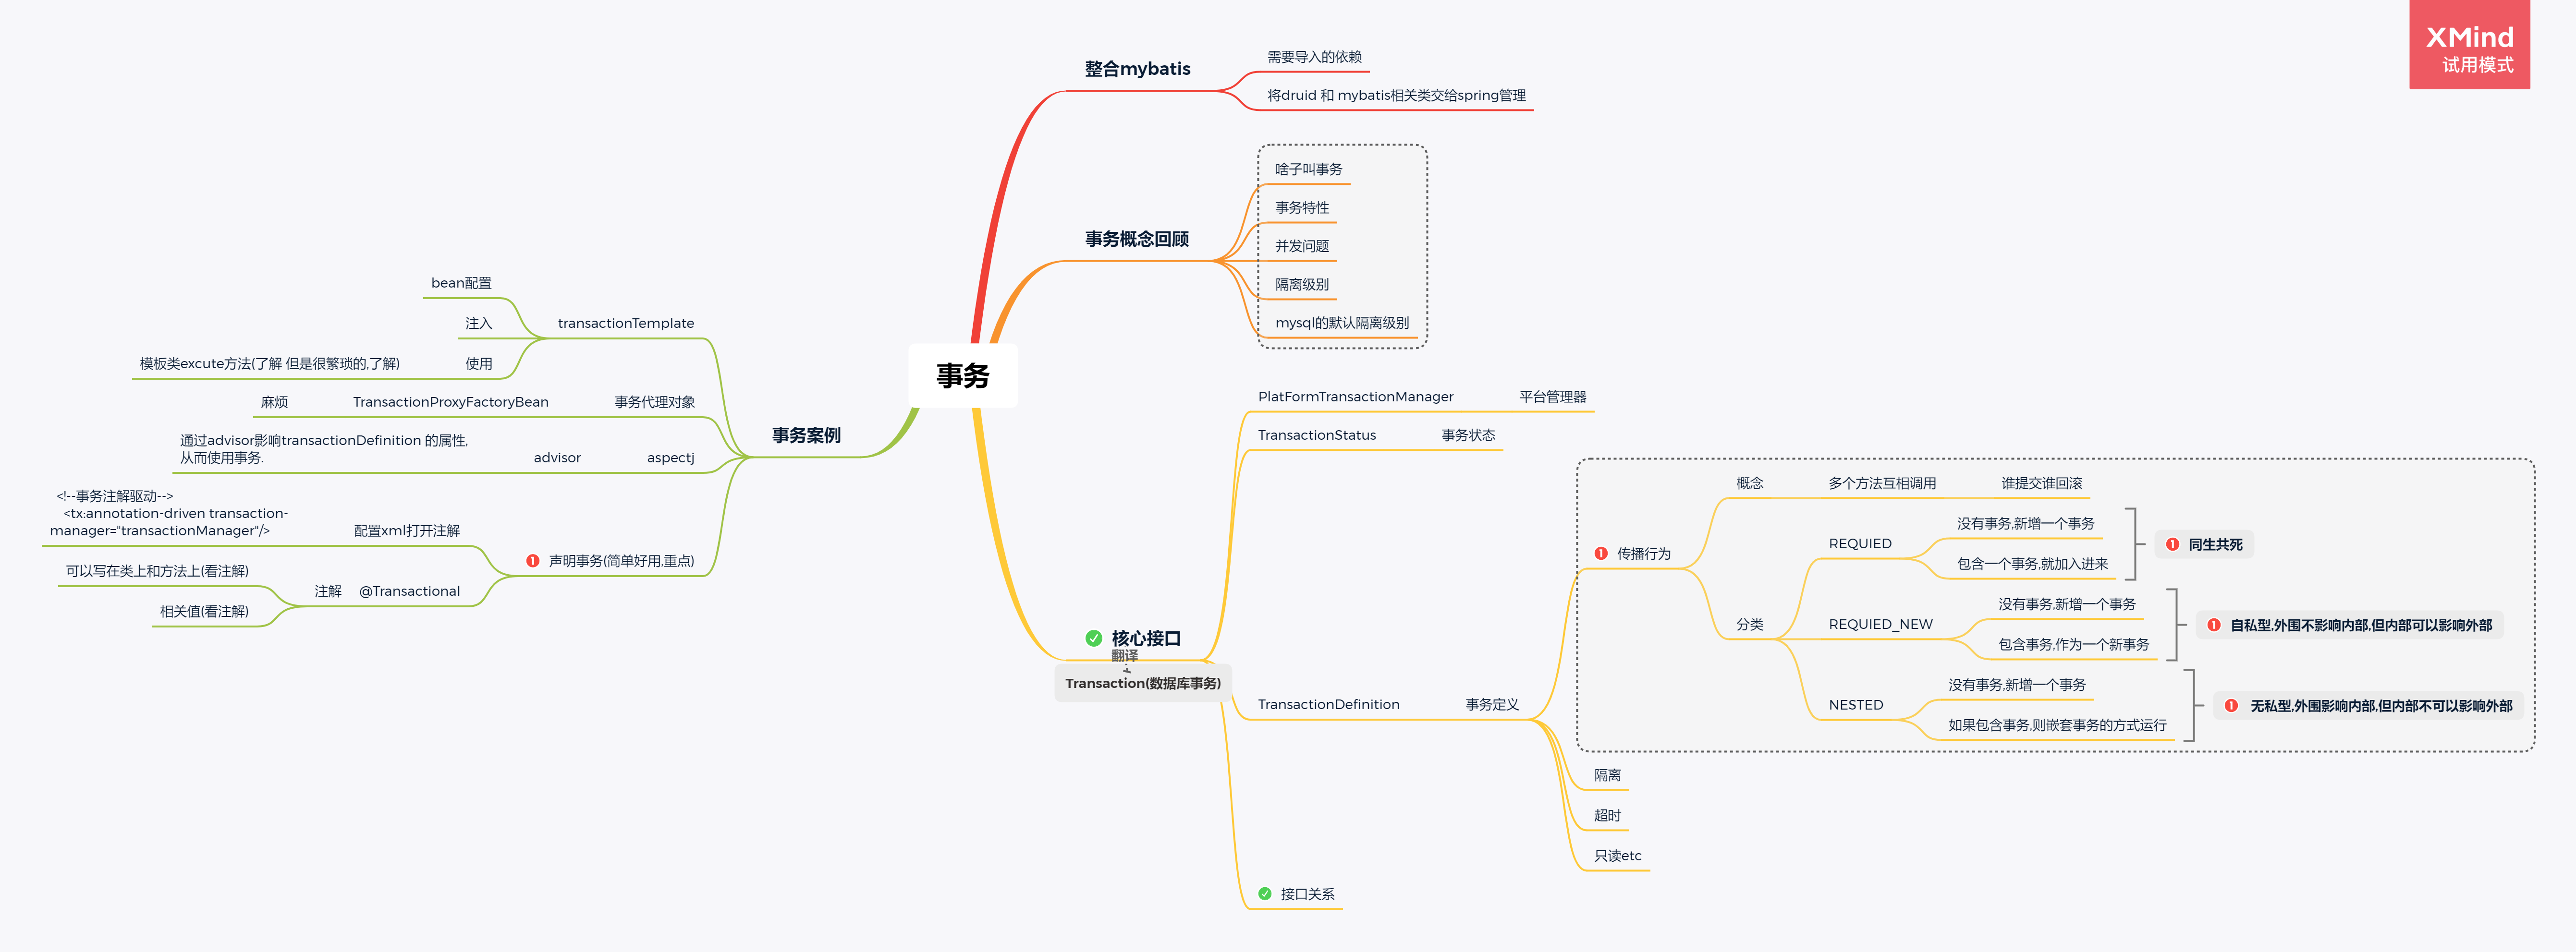 XMind
试用模式
事务
整合mybatis
需要导入的依赖
将druid 和 mybatis相关类交给spring管理
事务概念回顾
啥子叫事务
事务特性
并发问题
隔离级别
mysql的默认隔离级别
核心接口
翻译
Transaction(数据库事务)
PlatFormTransactionManager
平台管理器
TransactionStatus
事务状态
TransactionDefinition
事务定义
传播行为
概念
多个方法互相调用
谁提交谁回滚
分类
REQUIED
没有事务,新增一个事务
包含一个事务,就加入进来
同生共死
REQUIED_NEW
没有事务,新增一个事务
包含事务,作为一个新事务
自私型,外围不影响内部,但内部可以影响外部
NESTED
没有事务,新增一个事务
如果包含事务,则嵌套事务的方式运行
无私型,外围影响内部,但内部不可以影响外部
隔离
超时
只读etc
接口关系
事务案例
transactionTemplate
bean配置
注入
使用
模板类excute方法(了解 但是很繁琐的,了解)
事务代理对象
TransactionProxyFactoryBean
麻烦
aspectj
advisor
通过advisor影响transactionDefinition 的属性,
从而使用事务.
声明事务(简单好用,重点)
配置xml打开注解
<!--事务注解驱动-->
<tx:annotation-driven transaction-
manager="transactionManager"/>
@Transactional
注解
可以写在类上和方法上(看注解)
相关值(看注解)